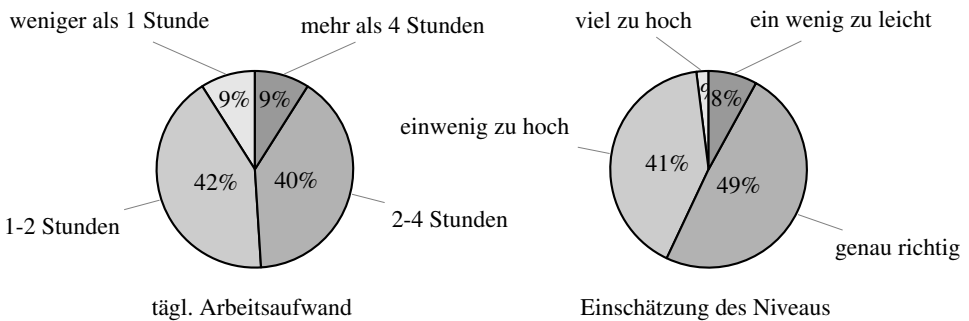 weniger als 1 Stunde
mehr als 4 Stunden
9%
9%
42%
40%
1-2 Stunden
2-4 Stunden
tägl. Arbeitsaufwand
viel zu hoch
ein wenig zu leicht
%
8%
einwenig zu hoch
41%
49%
genau richtig
Einschätzung des Niveaus